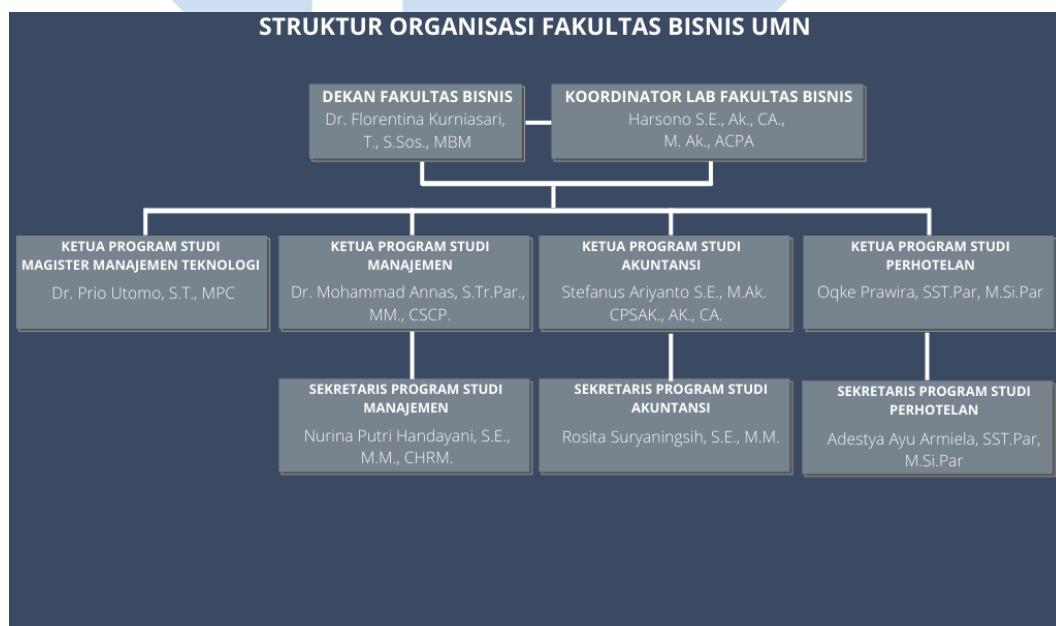 STRUKTUR ORGANISASI FAKULTAS BISNIS UMN
DEKAN FAKULTAS BISNIS
Dr. Florentina Kurniasari,
T., S.Sos., MBM
KOORDINATOR LAB FAKULTAS BISNIS
Harsono S.E., Ak., CA.,
M. Ak., ACPA
KETUA PROGRAM STUDI
MAGISTER MANAJEMEN TEKNOLOGI
Dr. Prio Utomo, S.T., MPC
KETUA PROGRAM STUDI
MANAJEMEN
Dr. Mohammad Annas, S.Tr.Par.,
MM., CSCP.
KETUA PROGRAM STUDI
AKUNTANSI
Stefanus Ariyanto S.E., M.Ak.
CPSAK., AK., CA.
KETUA PROGRAM STUDI
PERHOTELAN
Oqke Prawira, SST.Par, M.Si.Par
SEKRETARIS PROGRAM STUDI
MANAJEMEN
Nurina Putri Handayani, S.E.,
M.M., CHRM.
SEKRETARIS PROGRAM STUDI
AKUNTANSI
Rosita Suryaningsih, S.E., M.M.
SEKRETARIS PROGRAM STUDI
PERHOTELAN
Adestya Ayu Armiela, SST.Par,
M.Si.Par